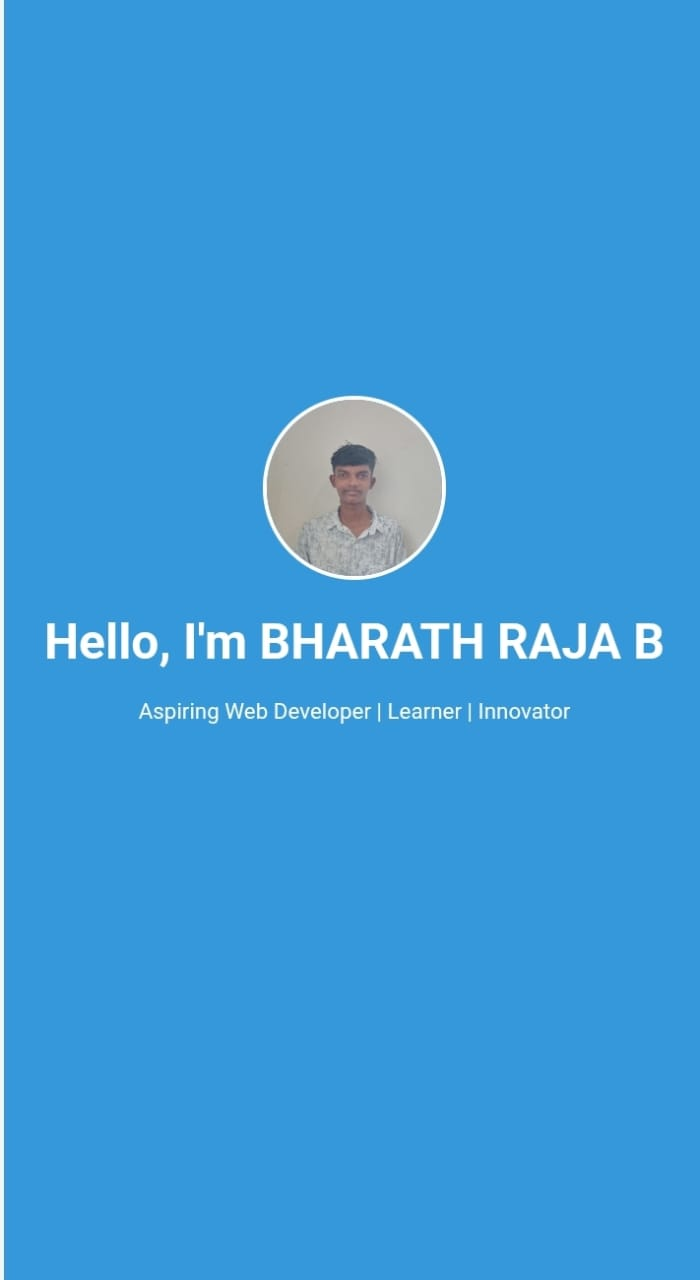 Hello, I'm BHARATH RAJA B
Aspiring Web Developer | Learner | Innovator